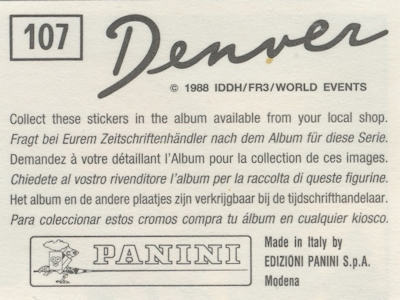 107
Denver
© 1988 IDDH/FR3/WORLD EVENTS
Collect these stickers in the album available from your local shop.
Fragt bei Eurem Zeitschriftenhändler nach dem Album für diese Serie.
Demandez à votre détaillant l'Album pour la collection de ces images.
Chiedete al vostro rivenditore l'album per la raccolta di queste figurine.
Het album en de andere plaatjes zijn verkrijgbaar bij de tijdschrifthandelaar.
Para coleccionar estos cromos compra tu álbum en cualquier kiosco.
PANINI
Made in Italy by
EDIZIONI PANINI S.p.A.
Modena